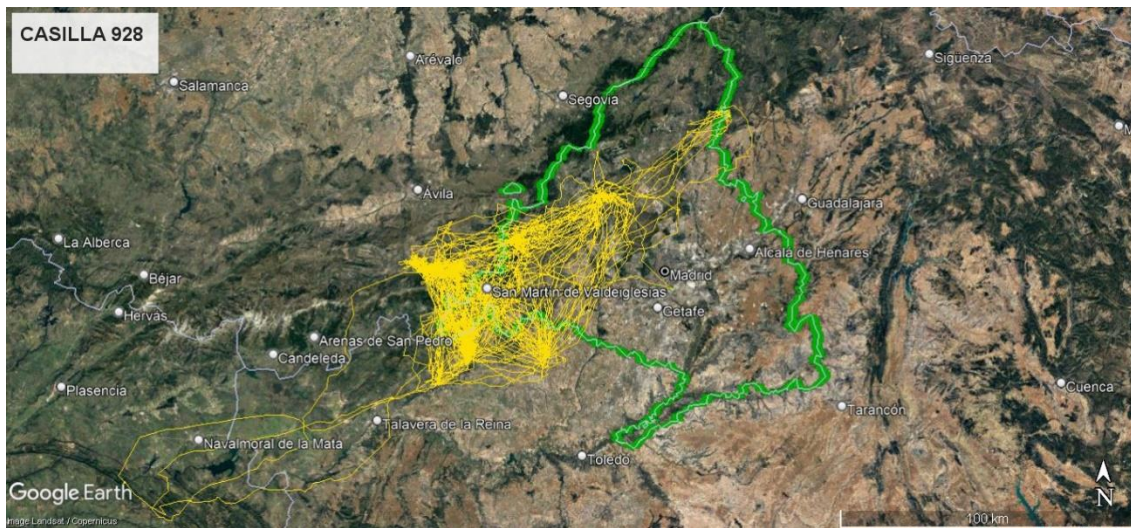 CASILLA 928
Salamanca
Arévalo
Sigüenza
Segovia
Ávila
Guadalajara
La Alberca
Alcalá de Henares
Béjar
Madrid
San Martín de Valdeiglesias
Hervás
Getafe
Arenas de San Pedro
Candeleda
Plasencia
Cuenca
Tarancón
Talavera de la Reina
Navalmoral de la Mata
Toledo
Google Earth
Image Landsat / Copernicus
N
100 km